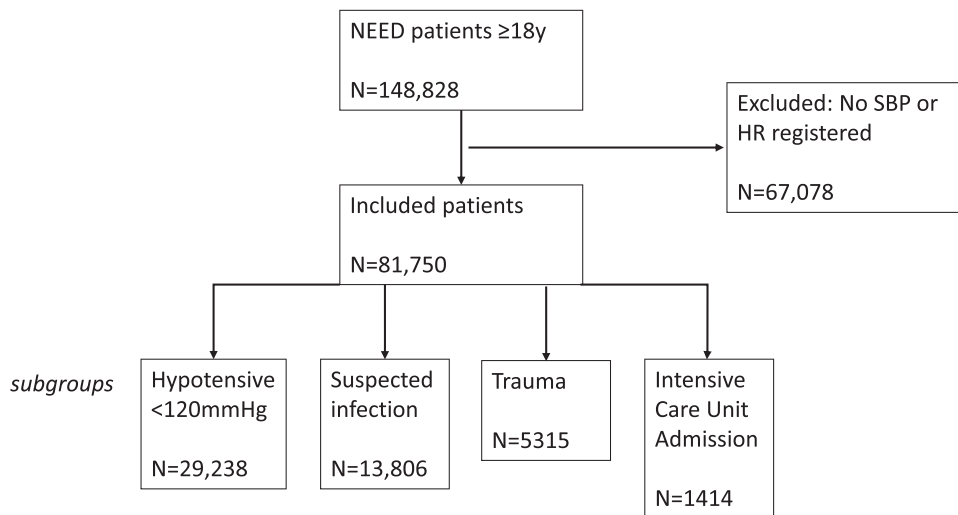 NEED patients ≥18y
N=148,828
Excluded: No SBP or
HR registered
N=67,078
Included patients
N=81,750
subgroups
Hypotensive
<120mmHg
N=29,238
Suspected
infection
N=13,806
Trauma
N=5315
Intensive
Care Unit
Admission
N=1414